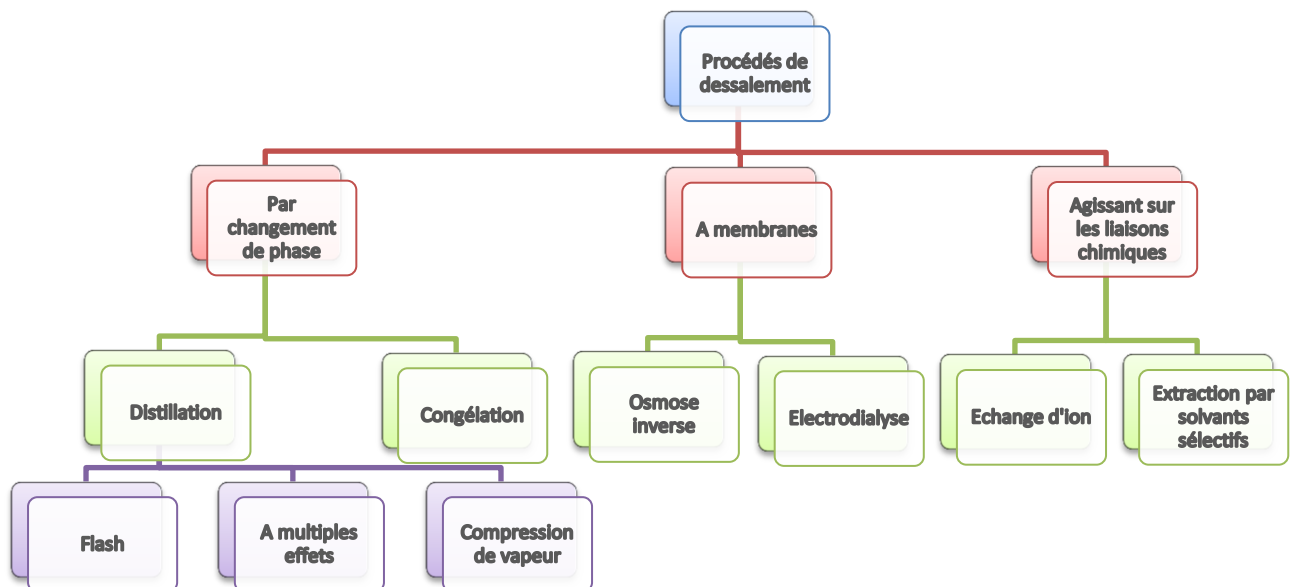 Procédés de
dessalement
Par
changement
de phase
A membranes
Agissant sur
les liaisons
chimiques
Distillation
Congélation
Osmose
inverse
Electrodialyse
Echange d'ion
Extraction par
solvants
sélectifs
Flash
A multiples
effets
Compression
de vapeur